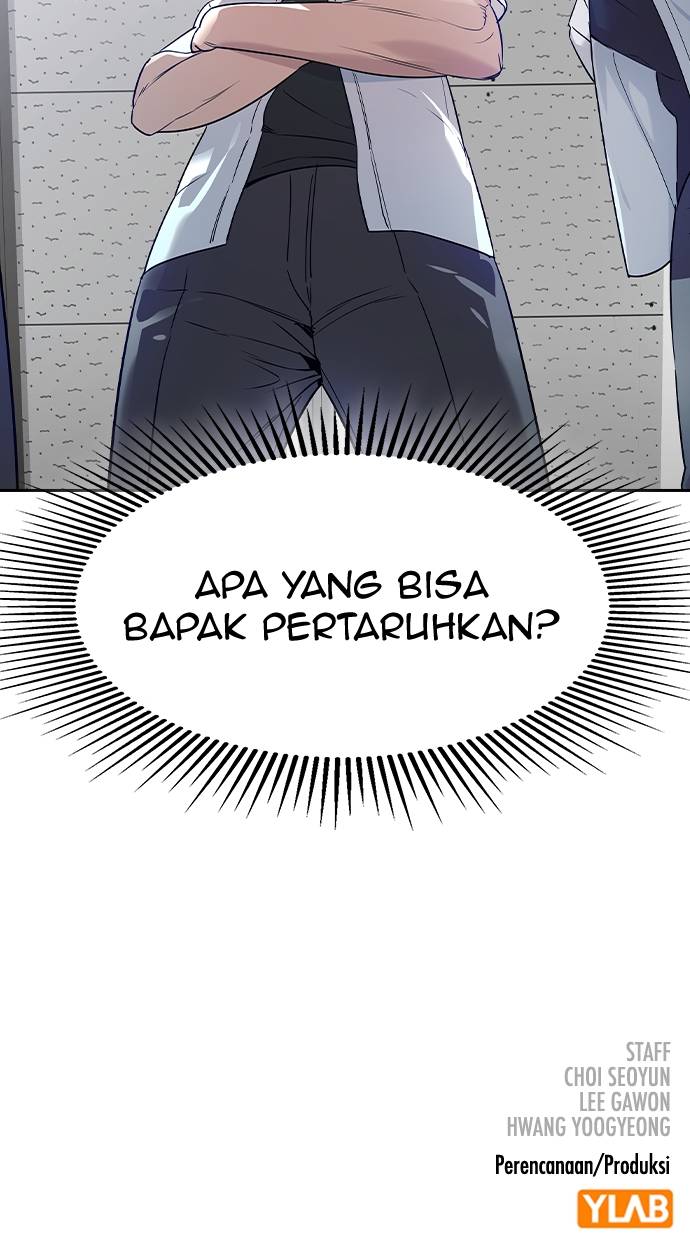 APA YANG BISA
BAPAK PERTARUHKAN?
STAFF
CHOI SEOYUN
LEE GAWON
HWANG YOOGYEONG
Perencanaan/Produksi
YLAB